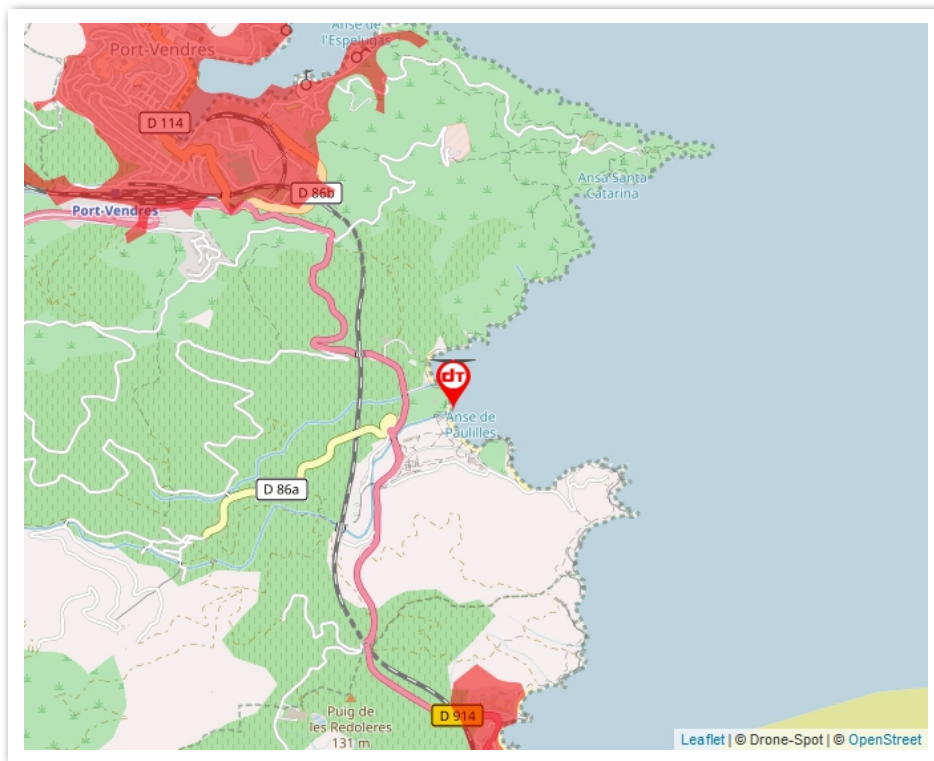 Anse de
l'Espelugas
Port-Vendres
D 114
Ansa Santa
Catarina
D 86b
Port-Vendres
dT
Anse de
Paulilles
D 86a
Puig de
les Redoleres
131 m
D 914
Leaflet | © Drone-Spot | © OpenStreet